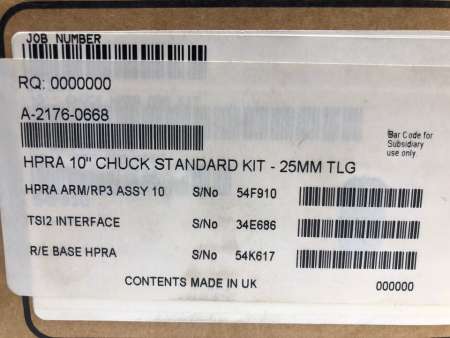 JOB NUMBER
RQ: 0000000
A-2176-0668
Bar Code for
Subsidiary
use only.
HPRA 10" CHUCK STANDARD KIT - 25MM TLG
HPRA ARM/RP3 ASSY 10 S/No 54F910
TSI2 INTERFACE S/No 34E686
R/E BASE HPRA S/No 54K617
CONTENTS MADE IN UK 000000